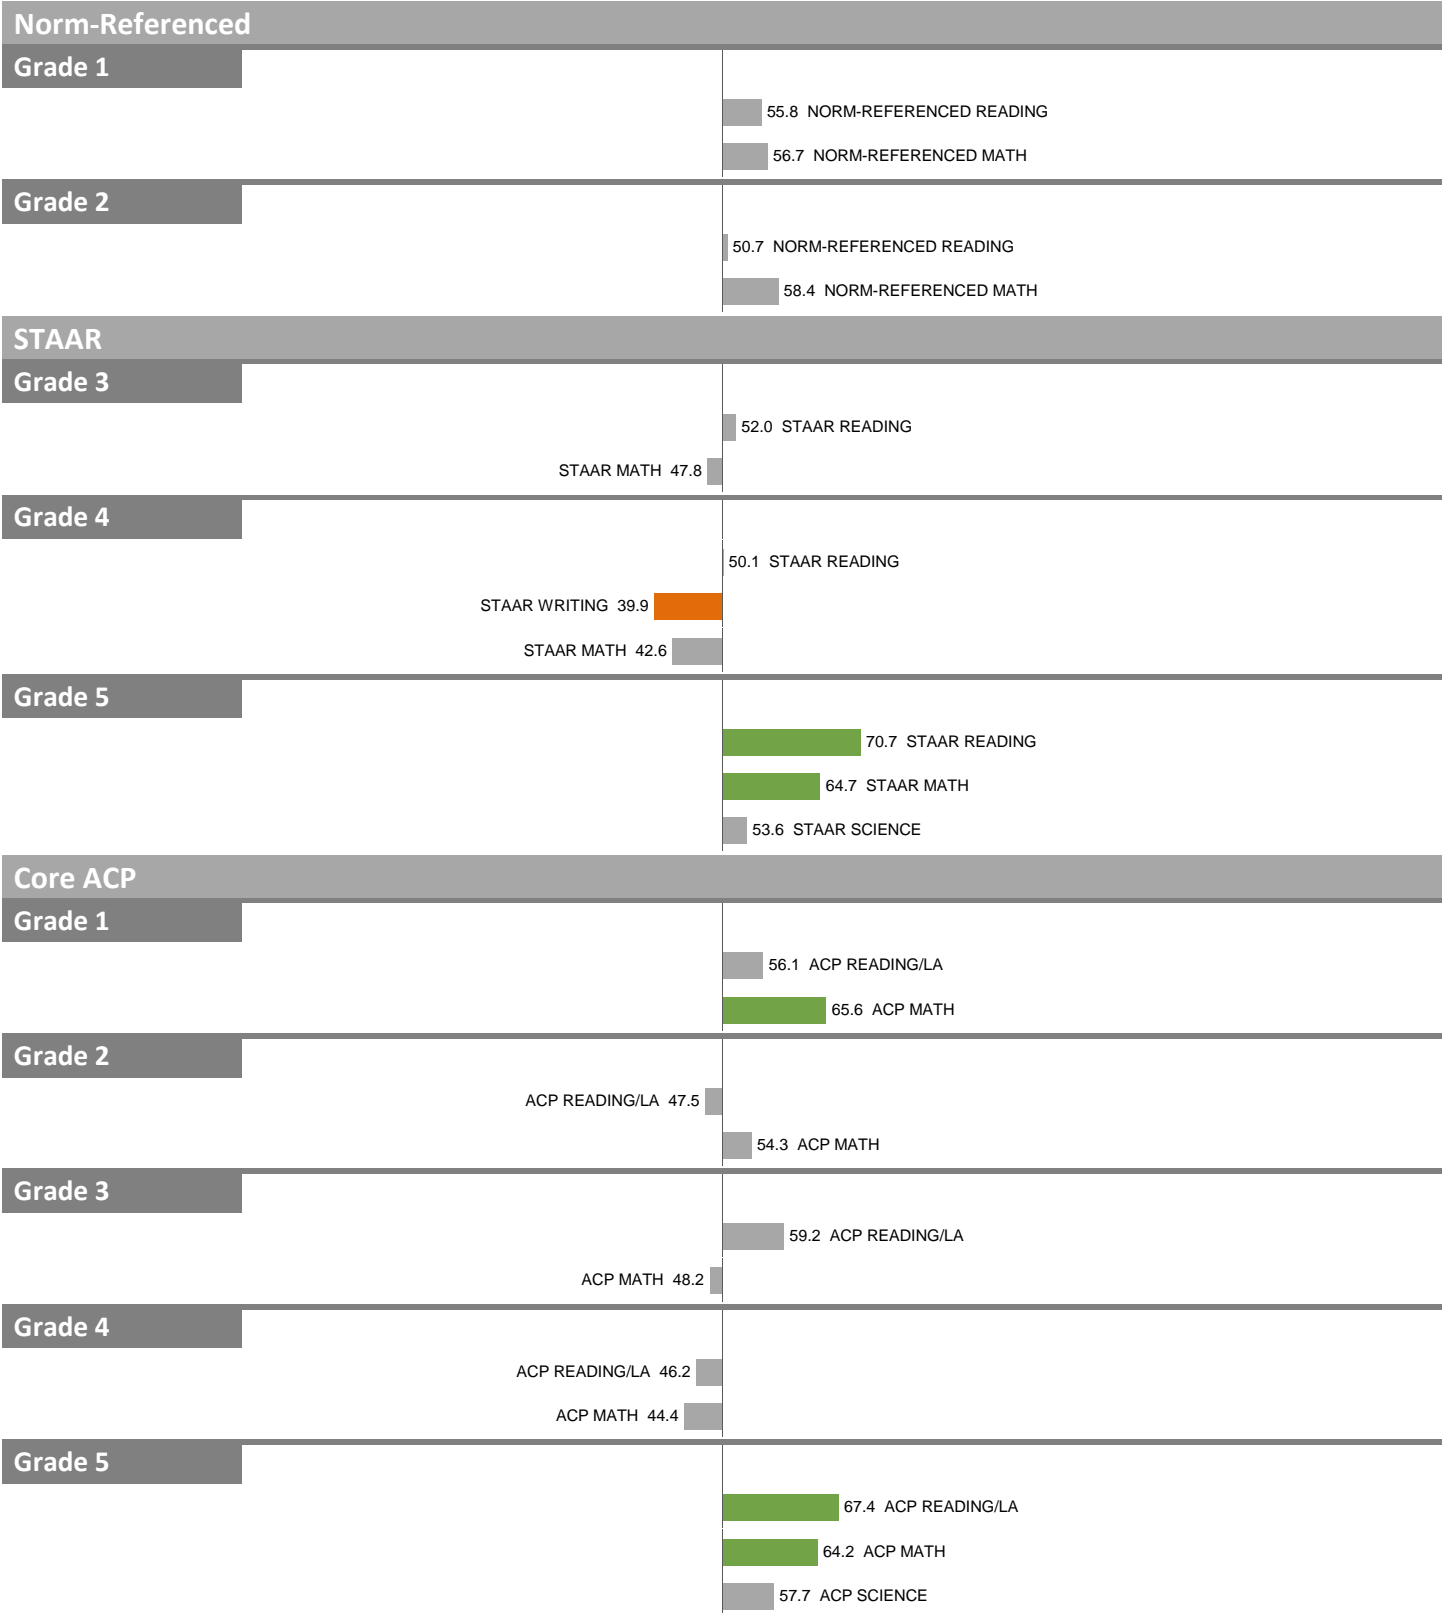 Norm-Referenced
Grade 1
55.8 NORM-REFERENCED READING
56.7 NORM-REFERENCED MATH
Grade 2
50.7 NORM-REFERENCED READING
58.4 NORM-REFERENCED MATH
STAAR
Grade 3
52.0 STAAR READING
STAAR MATH 47.8
Grade 4
50.1 STAAR READING
STAAR WRITING 39.9
STAAR MATH 42.6
Grade 5
70.7 STAAR READING
64.7 STAAR MATH
53.6 STAAR SCIENCE
Core ACP
Grade 1
56.1 ACP READING/LA
65.6 ACP MATH
Grade 2
ACP READING/LA 47.5
54.3 ACP MATH
Grade 3
59.2 ACP READING/LA
ACP MATH 48.2
Grade 4
ACP READING/LA 46.2
ACP MATH 44.4
Grade 5
67.4 ACP READING/LA
64.2 ACP MATH
57.7 ACP SCIENCE